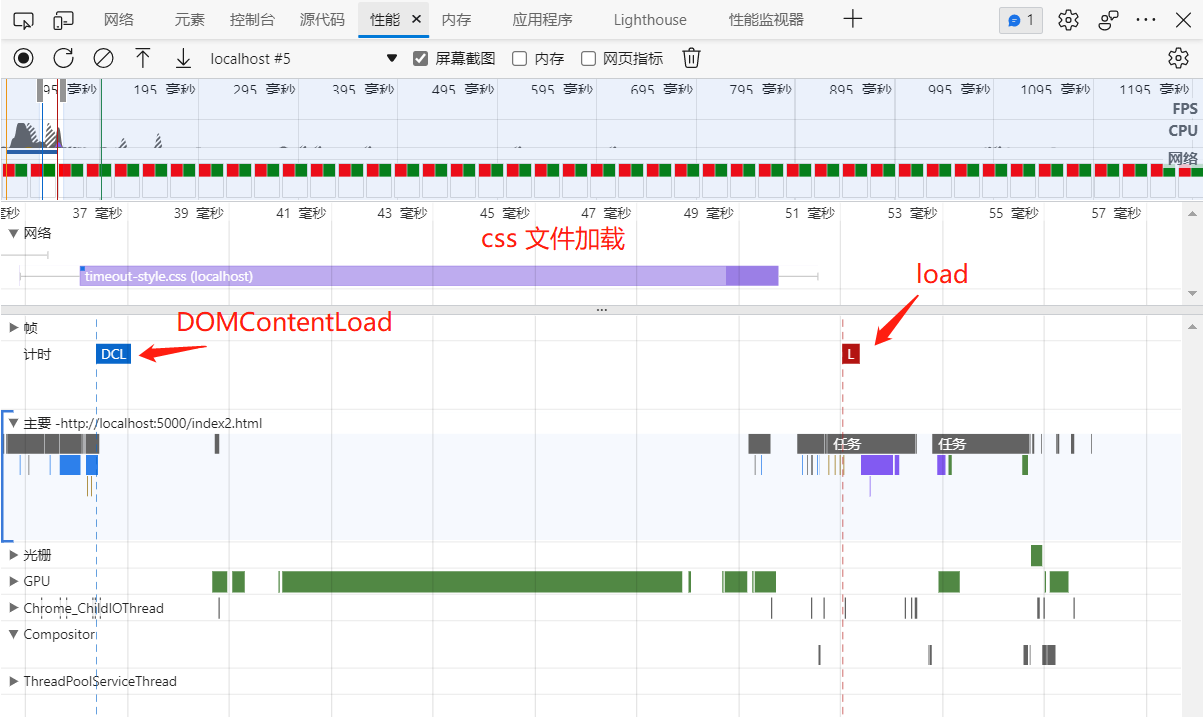 网络 元素 控制台 源代码 性能 内存 应用程序 Lighthouse 性能监视器 1
localhost #5 屏幕截图 内存 网页指标
95 毫秒 195 毫秒 295 毫秒 395 毫秒 495 毫秒 595 毫秒 695 毫秒 795 毫秒 895 毫秒 995 毫秒 1095 毫秒 1195 毫秒
FPS
CPU
网络
毫秒 37 毫秒 39 毫秒 41 毫秒 43 毫秒 45 毫秒 47 毫秒 49 毫秒 51 毫秒 53 毫秒 55 毫秒 57 毫秒
网络
css 文件加载
timeout-style.css (localhost)
load
DOMContentLoad
帧
计时
DCL
L
主要 -http://localhost:5000/index2.html
任务 任务
光栅
GPU
Chrome_ChildIOThread
Compositor
ThreadPoolServiceThread